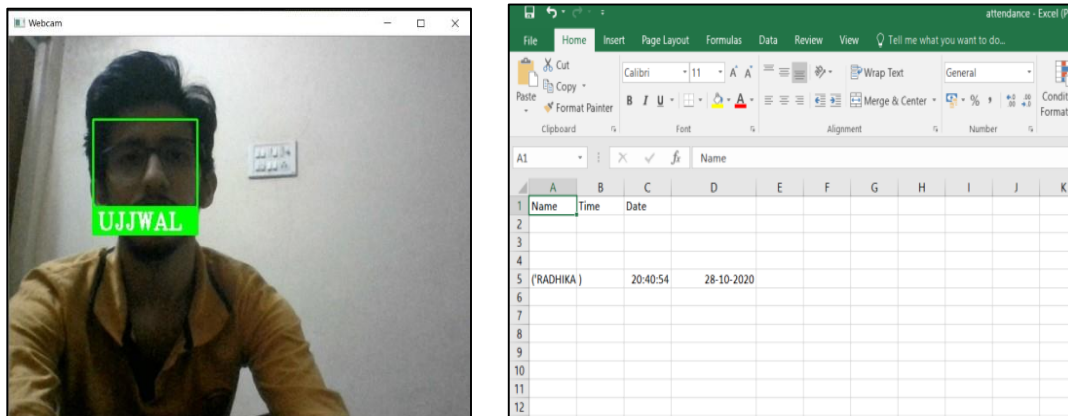 Webcam
UJJWAL
attendance - Excel (P
File Home Insert Page Layout Formulas Data Review View Tell me what you want to do...
Cut
Copy
Paste
Format Painter
Clipboard
Calibri 11 A A
B I U A
Font
Wrap Text
Merge & Center
Alignment
General
% ,
Number
Condit
Format
A1 fx Name
A B C D E F G H I J K
1 Name Time Date
2
3
4
5 ('RADHIKA ) 20:40:54 28-10-2020
6
7
8
9
10
11
12